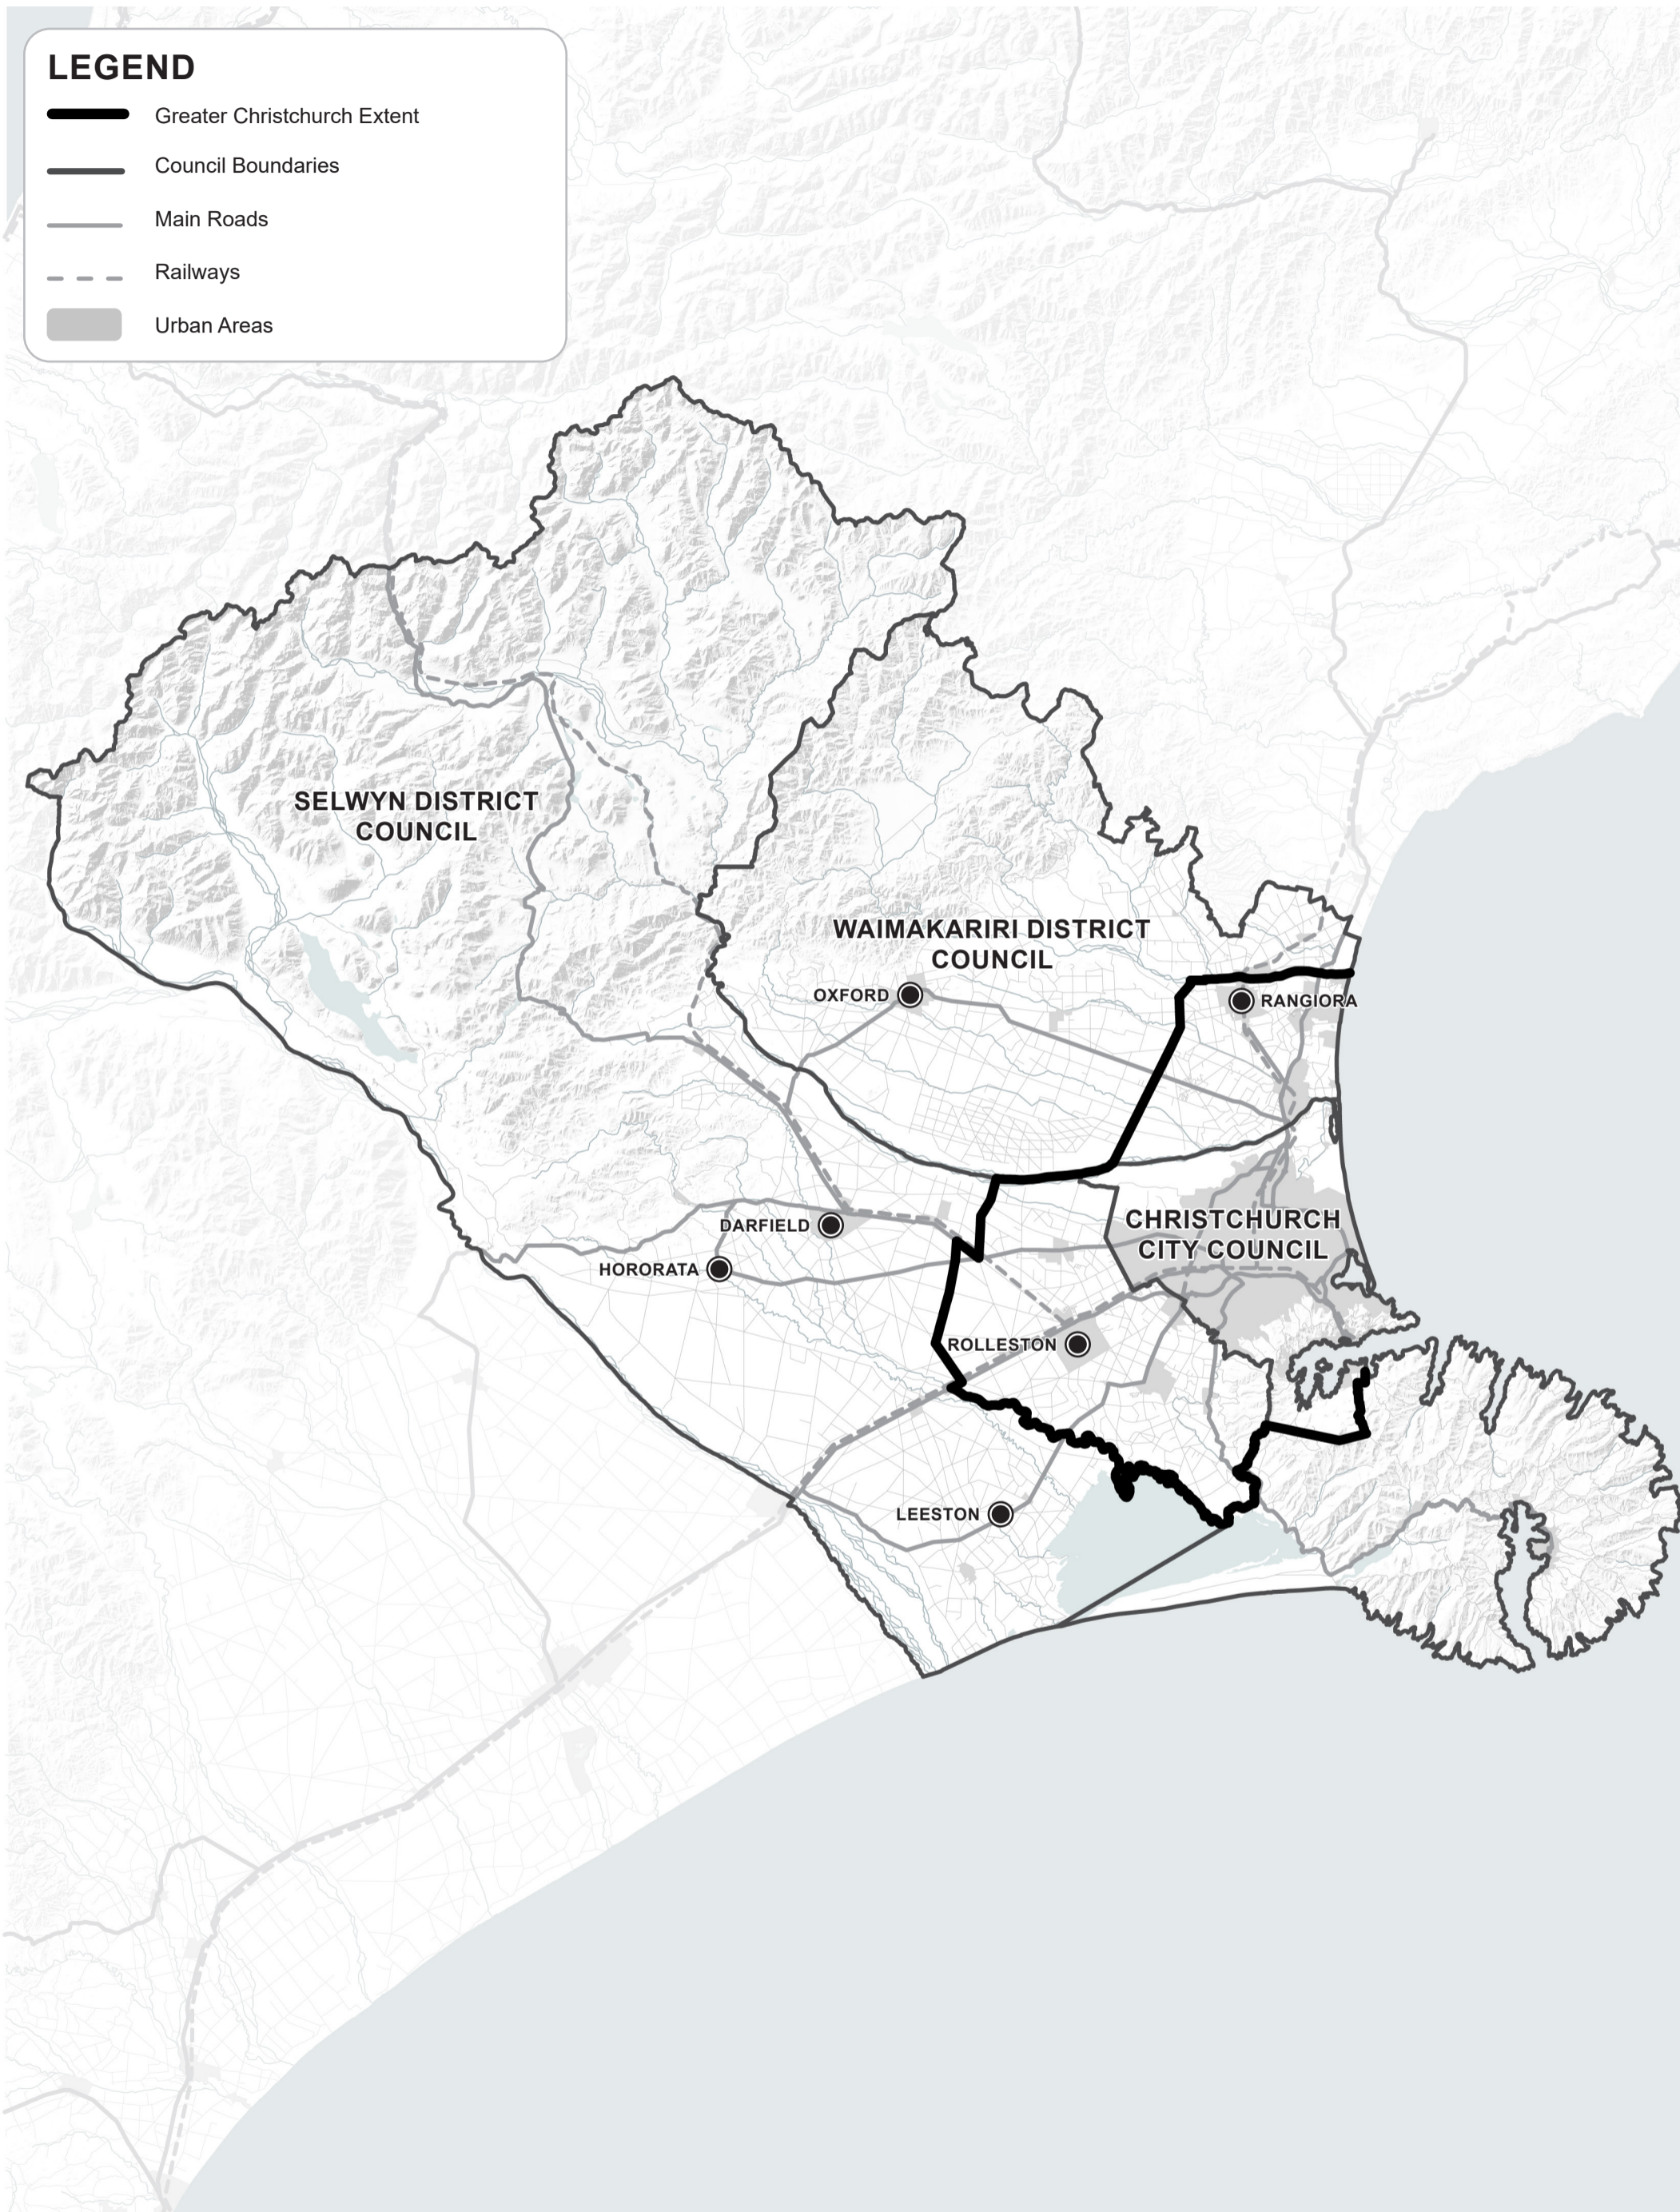 LEGEND
Greater Christchurch Extent
Council Boundaries
Main Roads
Railways
Urban Areas
SELWYN DISTRICT
COUNCIL
WAIMAKARIRI DISTRICT
COUNCIL
OXFORD
RANGIORA
CHRISTCHURCH
CITY COUNCIL
DARFIELD
HORORATA
ROLLESTON
LEESTON